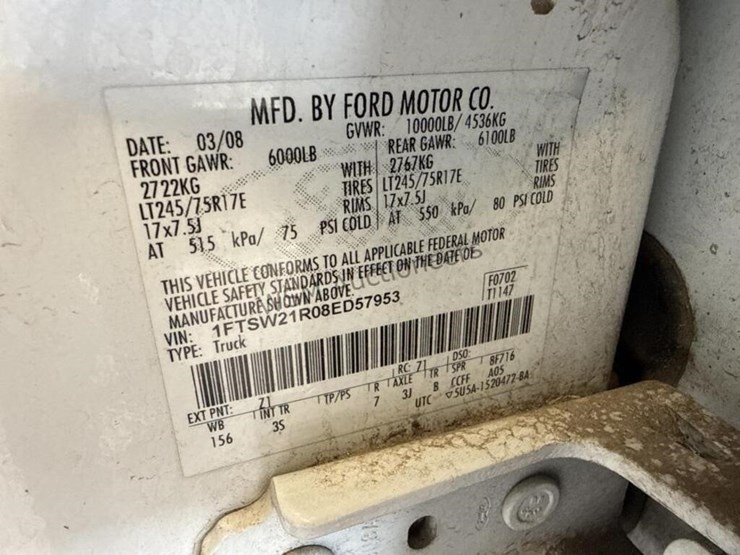 MFD. BY FORD MOTOR CO.
DATE: 03/08 GVWR: 10000LB/ 4536KG
FRONT GAWR: 6000LB REAR GAWR: 6100LB
2722KG WITH 2767KG WITH
LT245/75R17E TIRES LT245/75R17E TIRES
17x7.5J RIMS 17x7.5J RIMS
AT 515 kPa/ 75 PSI COLD AT 550 kPa/ 80 PSI COLD
THIS VEHICLE CONFORMS TO ALL APPLICABLE FEDERAL MOTOR
VEHICLE SAFETY STANDARDS IN EFFECT ON THE DATE OF
MANUFACTURE SHOWN ABOVE.
VIN: 1FTSW21R08ED57953 F0702
TYPE: Truck T1147
EXT PNT: Z1 RC: 71 DSO:
WB INT TR TP/PS R AXLE TR SPR BF716
156 3S 7 3J B CCFF A05
UTC ▽5U5A-1520472-BA